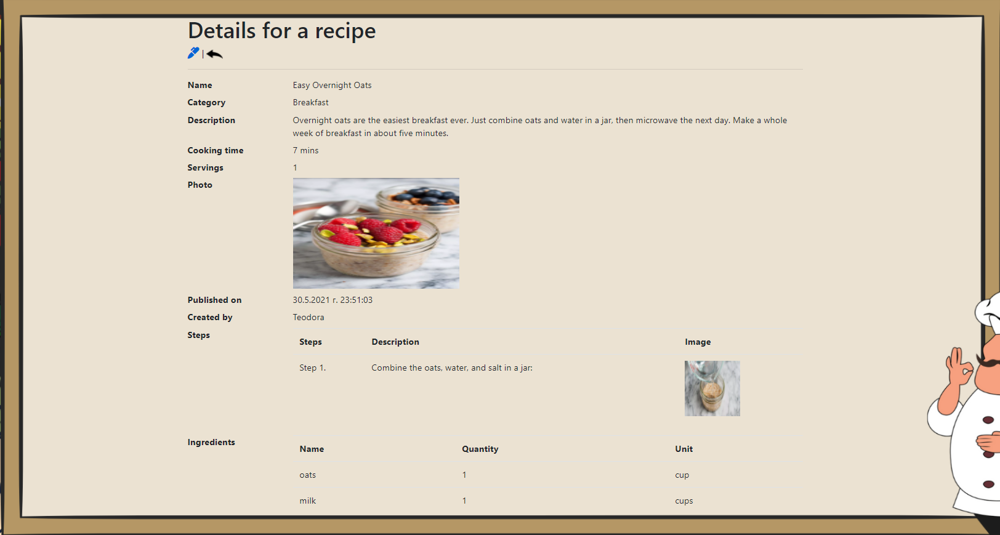 Details for a recipe
|
Name Easy Overnight Oats
Category Breakfast
Description Overnight oats are the easiest breakfast ever. Just combine oats and water in a jar, then microwave the next day. Make a whole
week of breakfast in about five minutes.
Cooking time 7 mins
Servings 1
Photo
Published on 30.5.2021 г. 23:51:03
Created by Teodora
Steps
Steps Description Image
Step 1. Combine the oats, water, and salt in a jar:
Ingredients
Name Quantity Unit
oats 1 cup
milk 1 cups